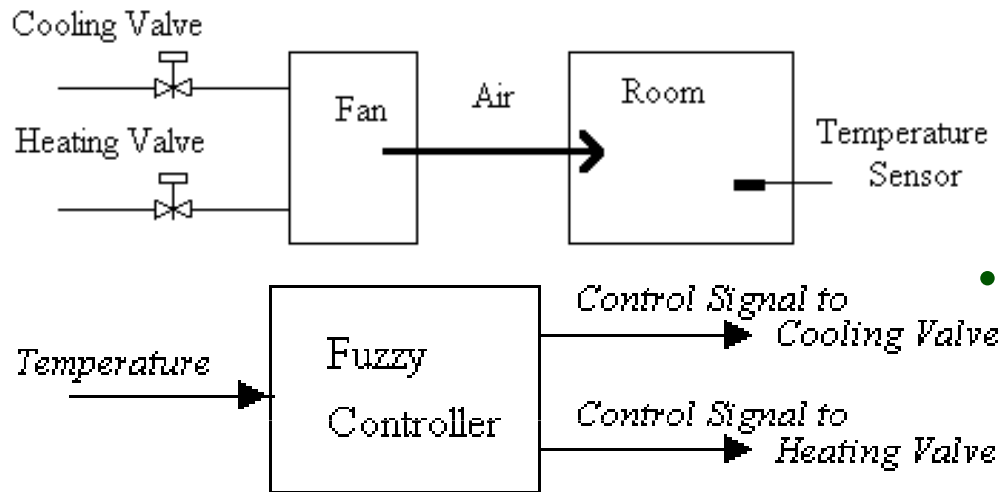 Cooling Valve
Heating Valve
Fan
Air
Room
Temperature
Sensor
Temperature
Fuzzy
Controller
Control Signal to
Cooling Valve
Control Signal to
Heating Valve